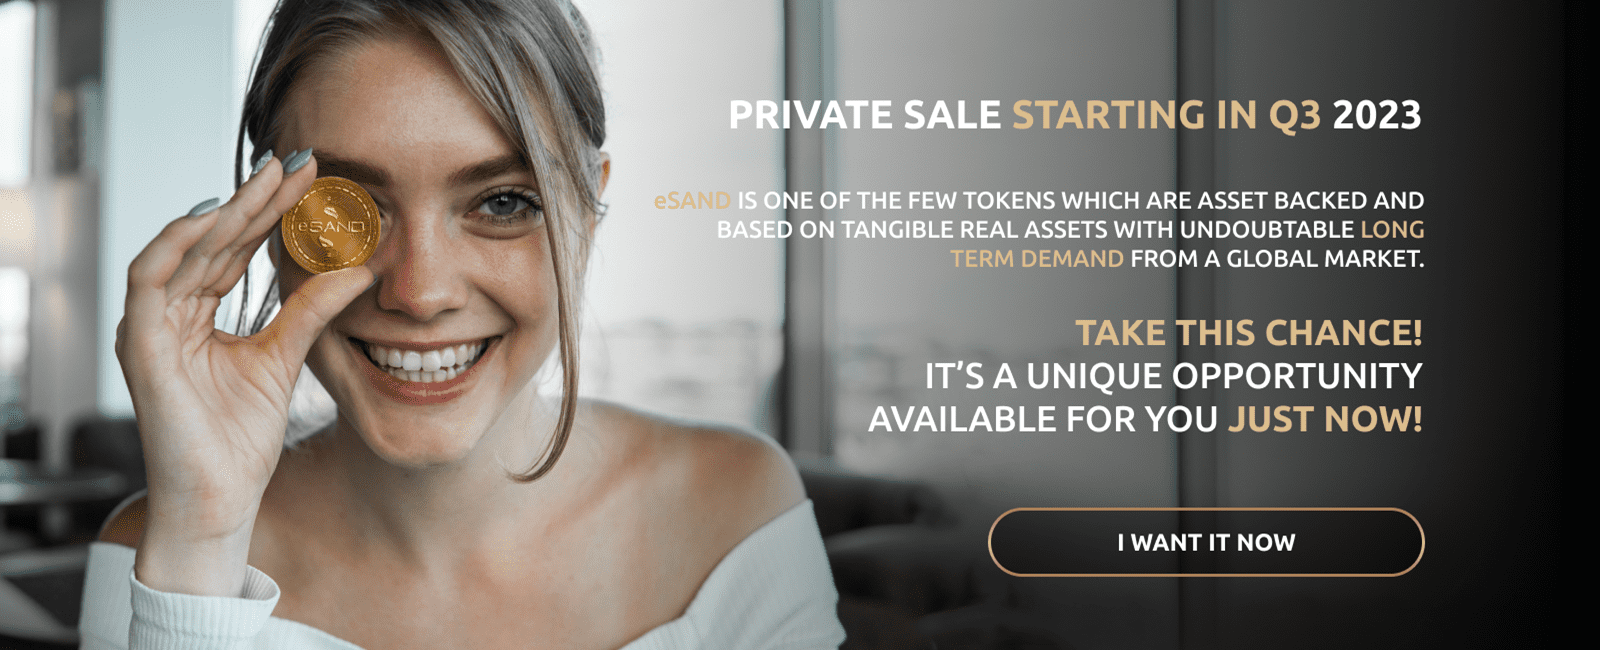 PRIVATE SALE STARTING IN Q3 2023
eSAND IS ONE OF THE FEW TOKENS WHICH ARE ASSET BACKED AND
BASED ON TANGIBLE REAL ASSETS WITH UNDOUBTABLE LONG
TERM DEMAND FROM A GLOBAL MARKET.
TAKE THIS CHANCE!
IT’S A UNIQUE OPPORTUNITY
AVAILABLE FOR YOU JUST NOW!
I WANT IT NOW
eSAND